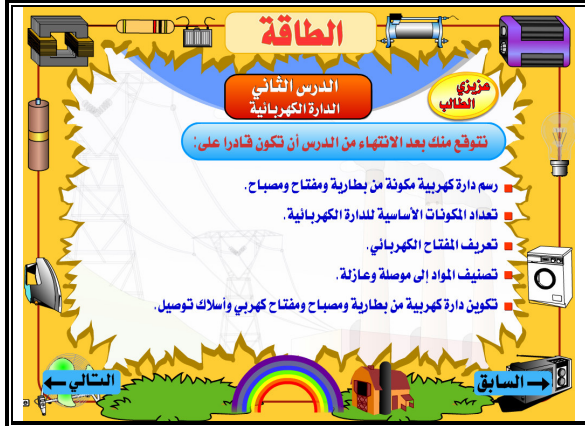 الطاقة
عزيزي
الطالب
الدرس الثاني
الدارة الكهربائية
نتوقع منك بعد الانتهاء من الدرس أن تكون قادرا على:
رسم دارة كهربية مكونة من بطارية ومفتاح ومصباح.
تعداد المكونات الأساسية للدارة الكهربائية.
تعريف المفتاح الكهربائي.
تصنيف المواد إلى موصلة وعازلة.
تكوين دارة كهربية من بطارية ومصباح ومفتاح كهربي وأسلاك توصيل.
السابق
التالي